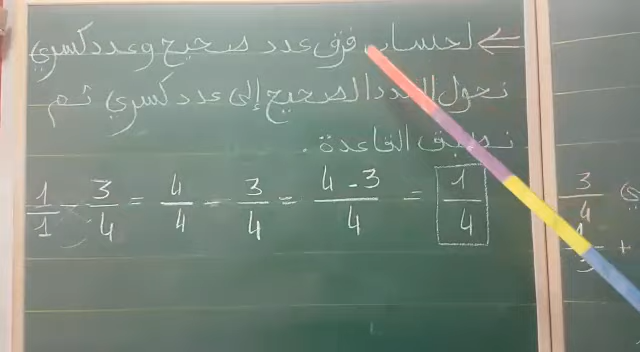 ⇐ لحساب فرق عدد صحيح وعدد كسري
نحول العدد الصحيح إلى عدد كسري ثم
نطبق القاعدة .
1/1 - 3/4 = 4/4 - 3/4 = (4 - 3)/4 = 1/4
3/4
+